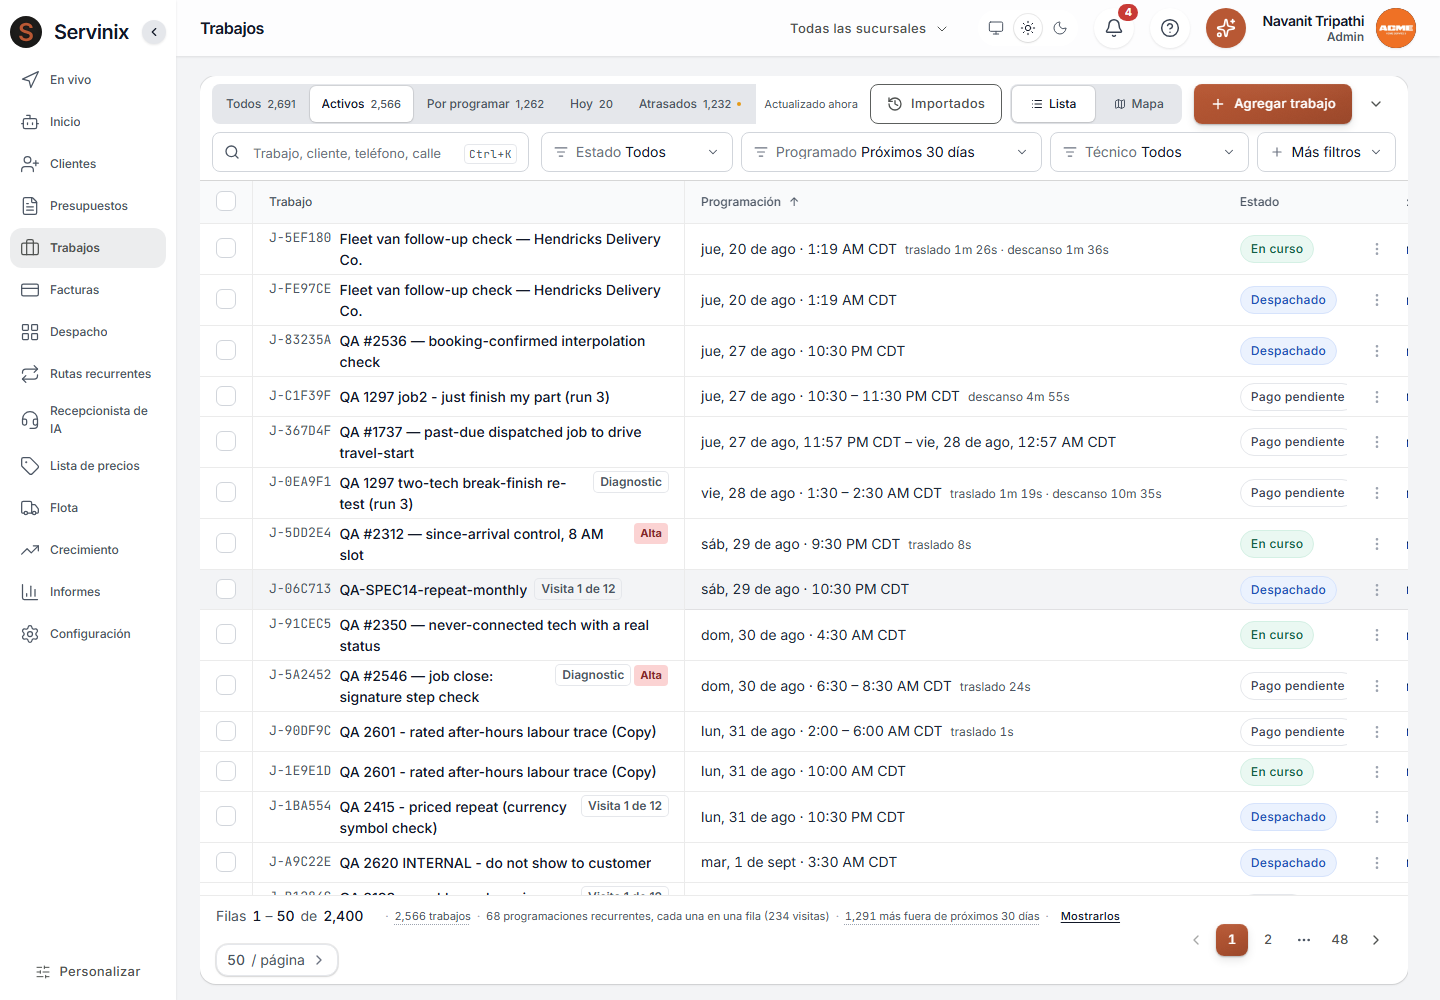 Servinix
En vivo
Inicio
Clientes
Presupuestos
Trabajos
Facturas
Despacho
Rutas recurrentes
Recepcionista de
IA
Lista de precios
Flota
Crecimiento
Informes
Configuración
Personalizar
Trabajos
Todas las sucursales
4
Navanit Tripathi
Admin
ACME
Todos 2,691
Activos 2,566
Por programar 1,262
Hoy 20
Atrasados 1,232
Actualizado ahora
Importados
Lista
Mapa
Agregar trabajo
Trabajo, cliente, teléfono, calle
Ctrl+K
Estado Todos
Programado Próximos 30 días
Técnico Todos
Más filtros
Trabajo
Programación
Estado
J-5EF180 Fleet van follow-up check — Hendricks Delivery
Co.
jue, 20 de ago · 1:19 AM CDT traslado 1m 26s · descanso 1m 36s
En curso
J-FE97CE Fleet van follow-up check — Hendricks Delivery
Co.
jue, 20 de ago · 1:19 AM CDT
Despachado
J-83235A QA #2536 — booking-confirmed interpolation
check
jue, 27 de ago · 10:30 PM CDT
Despachado
J-C1F39F QA 1297 job2 - just finish my part (run 3)
jue, 27 de ago · 10:30 – 11:30 PM CDT descanso 4m 55s
Pago pendiente
J-367D4F QA #1737 — past-due dispatched job to drive
travel-start
jue, 27 de ago, 11:57 PM CDT – vie, 28 de ago, 12:57 AM CDT
Pago pendiente
J-0EA9F1 QA 1297 two-tech break-finish re-
test (run 3)
Diagnostic
vie, 28 de ago · 1:30 – 2:30 AM CDT traslado 1m 19s · descanso 10m 35s
Pago pendiente
J-5DD2E4 QA #2312 — since-arrival control, 8 AM
slot
Alta
sáb, 29 de ago · 9:30 PM CDT traslado 8s
En curso
J-06C713 QA-SPEC14-repeat-monthly Visita 1 de 12
sáb, 29 de ago · 10:30 PM CDT
Despachado
J-91CEC5 QA #2350 — never-connected tech with a real
status
dom, 30 de ago · 4:30 AM CDT
En curso
J-5A2452 QA #2546 — job close:
signature step check
Diagnostic
Alta
dom, 30 de ago · 6:30 – 8:30 AM CDT traslado 24s
Pago pendiente
J-90DF9C QA 2601 - rated after-hours labour trace (Copy)
lun, 31 de ago · 2:00 – 6:00 AM CDT traslado 1s
Pago pendiente
J-1E9E1D QA 2601 - rated after-hours labour trace (Copy)
lun, 31 de ago · 10:00 AM CDT
En curso
J-1BA554 QA 2415 - priced repeat (currency
symbol check)
Visita 1 de 12
lun, 31 de ago · 10:30 PM CDT
Despachado
J-A9C22E QA 2620 INTERNAL - do not show to customer
mar, 1 de sept · 3:30 AM CDT
Despachado
Filas 1 – 50 de 2,400
· 2,566 trabajos · 68 programaciones recurrentes, cada una en una fila (234 visitas) · 1,291 más fuera de próximos 30 días · Mostrarlos
50 / página
1 2 ••• 48